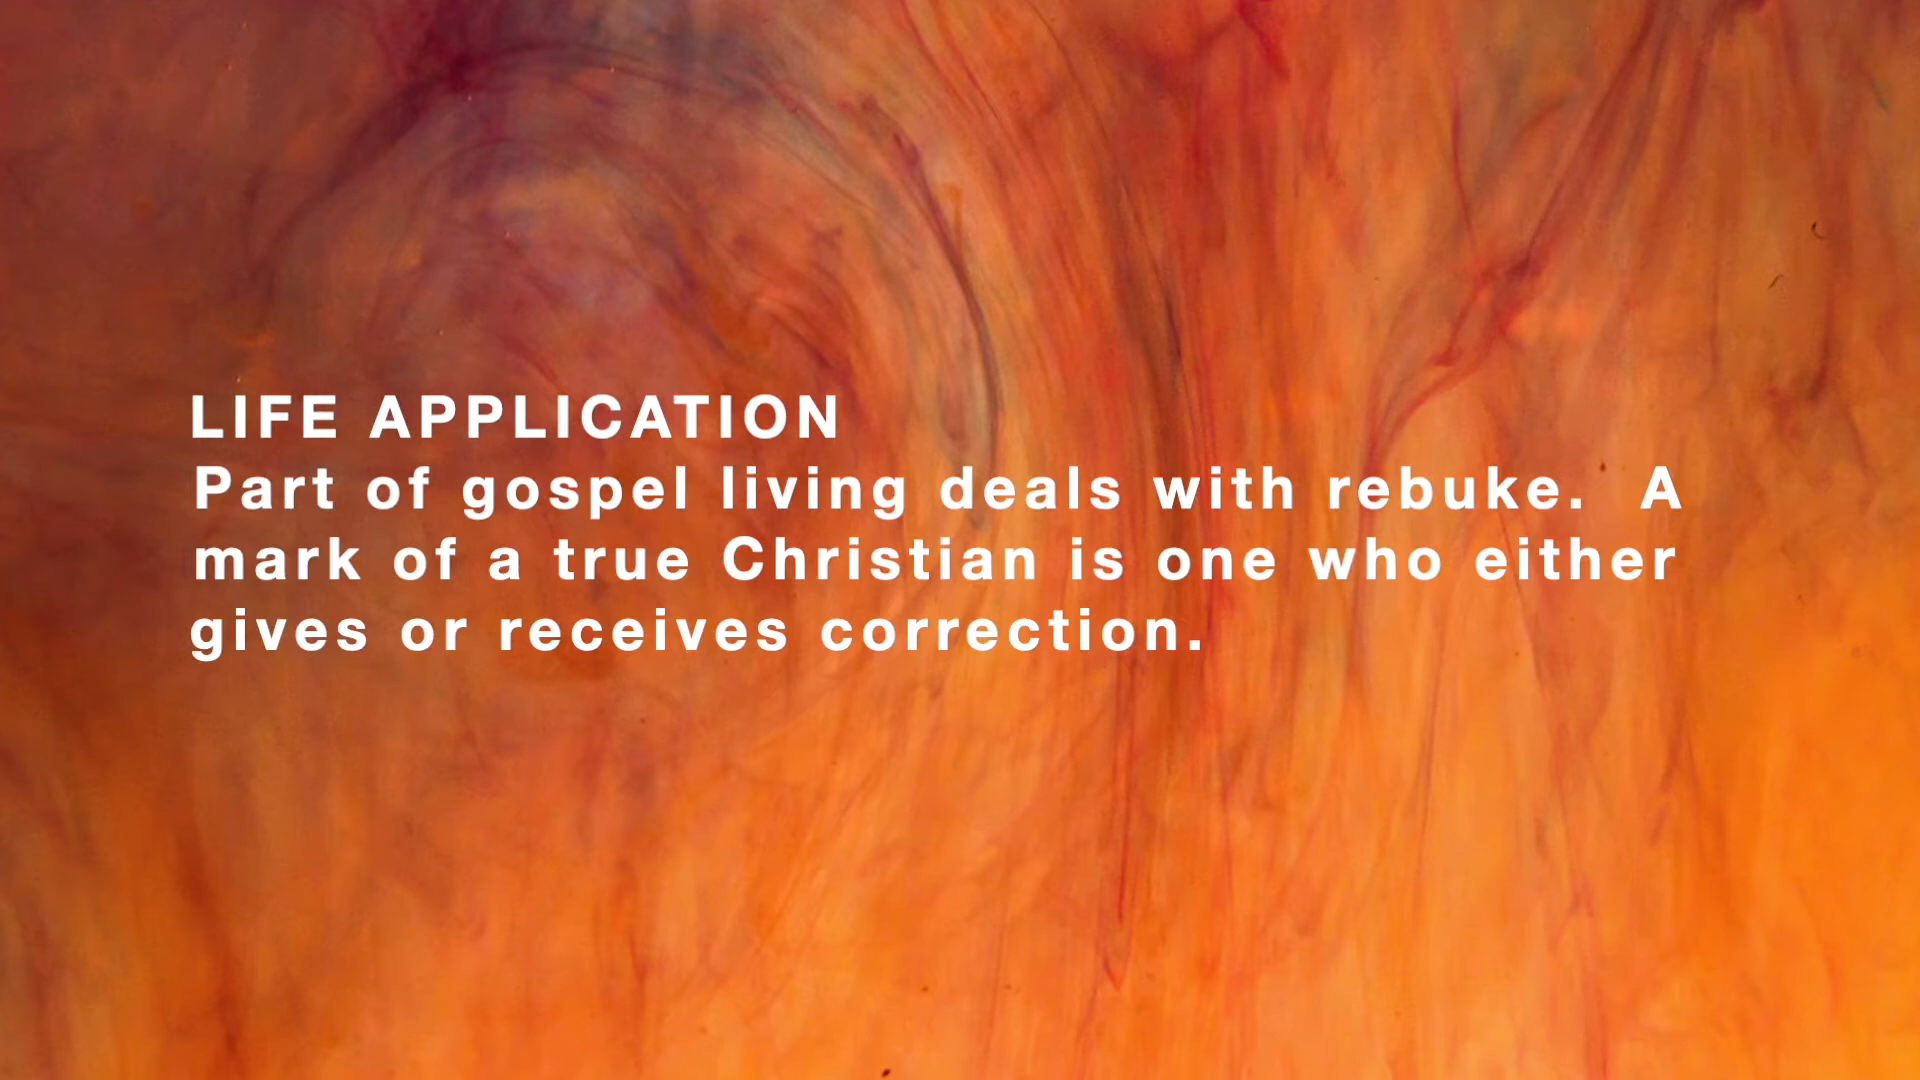 LIFE APPLICATION
Part of gospel living deals with rebuke.  A
mark of a true Christian is one who either
gives or receives correction.